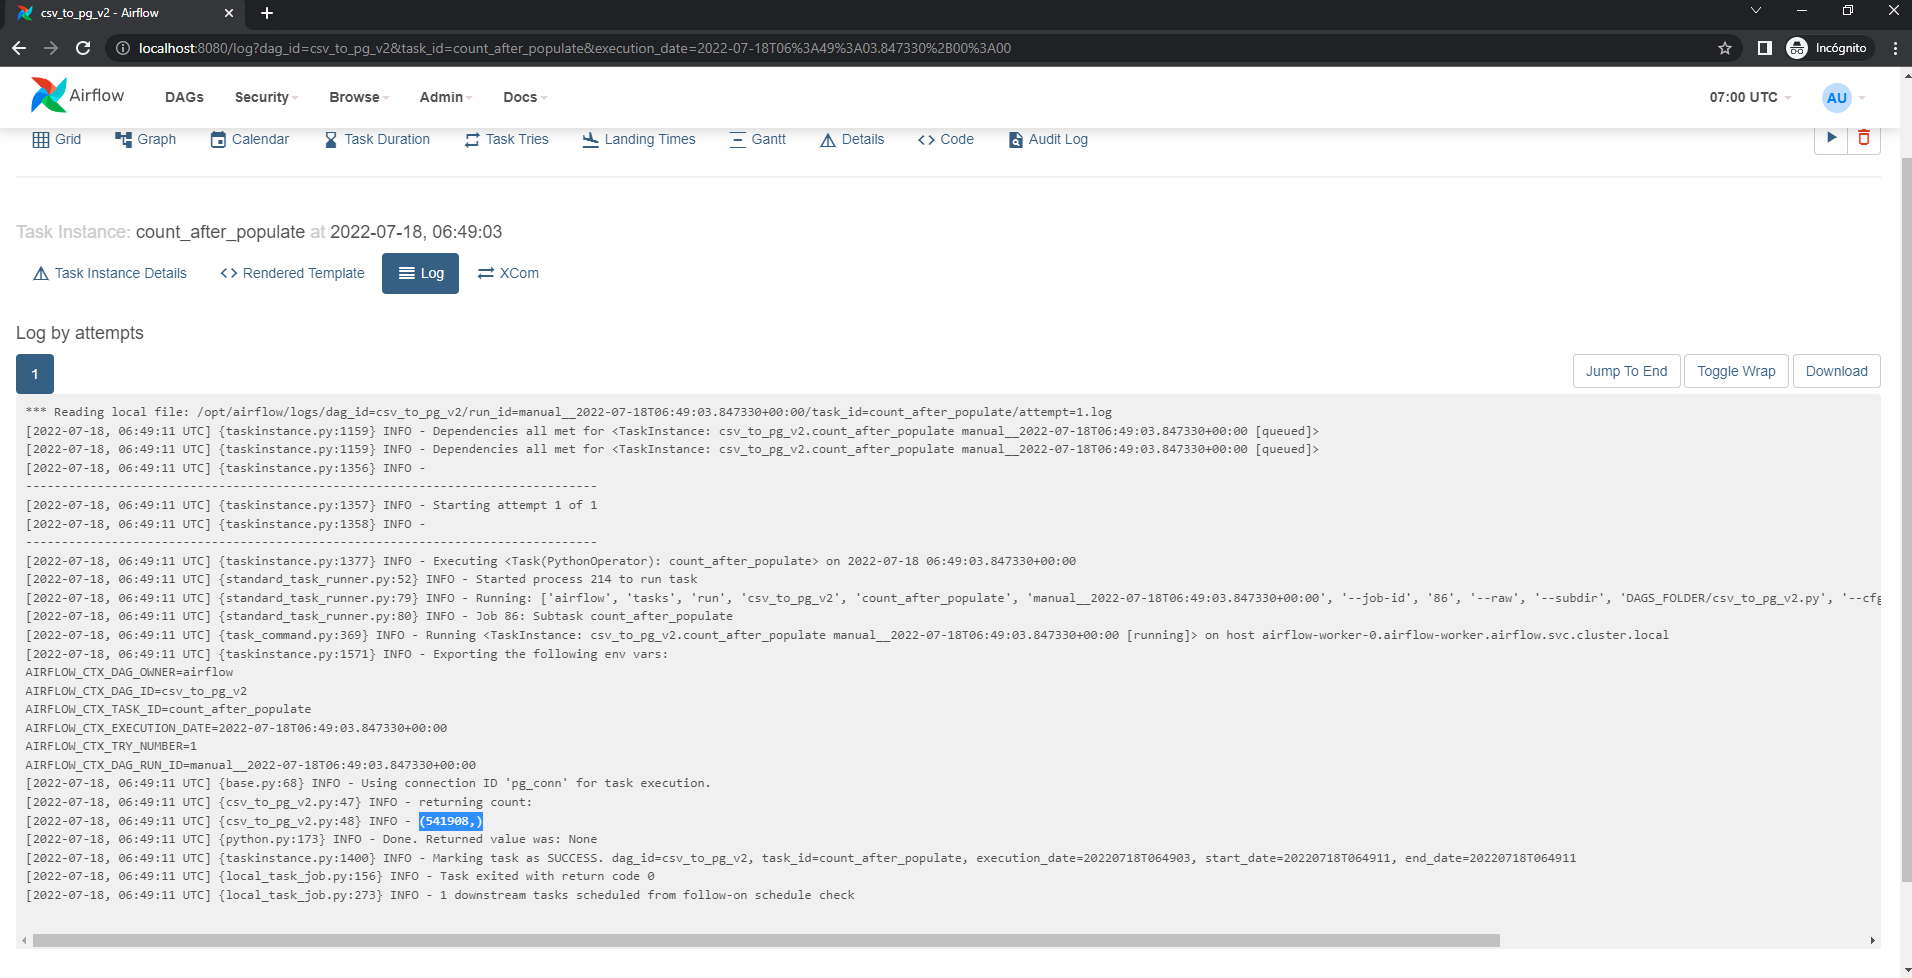 csv_to_pg_v2 - Airflow
localhost:8080/log?dag_id=csv_to_pg_v2&task_id=count_after_populate&execution_date=2022-07-18T06%3A49%3A03.847330%2B00%3A00
Incógnito
Airflow DAGs Security Browse Admin Docs 07:00 UTC AU
Grid Graph Calendar Task Duration Task Tries Landing Times Gantt Details Code Audit Log
Task Instance: count_after_populate at 2022-07-18, 06:49:03
Task Instance Details <> Rendered Template Log XCom
Log by attempts
1 Jump To End Toggle Wrap Download
*** Reading local file: /opt/airflow/logs/dag_id=csv_to_pg_v2/run_id=manual__2022-07-18T06:49:03.847330+00:00/task_id=count_after_populate/attempt=1.log
[2022-07-18, 06:49:11 UTC] {taskinstance.py:1159} INFO - Dependencies all met for <TaskInstance: csv_to_pg_v2.count_after_populate manual__2022-07-18T06:49:03.847330+00:00 [queued]>
[2022-07-18, 06:49:11 UTC] {taskinstance.py:1159} INFO - Dependencies all met for <TaskInstance: csv_to_pg_v2.count_after_populate manual__2022-07-18T06:49:03.847330+00:00 [queued]>
[2022-07-18, 06:49:11 UTC] {taskinstance.py:1356} INFO -
--------------------------------------------------------------------------------
[2022-07-18, 06:49:11 UTC] {taskinstance.py:1357} INFO - Starting attempt 1 of 1
[2022-07-18, 06:49:11 UTC] {taskinstance.py:1358} INFO -
--------------------------------------------------------------------------------
[2022-07-18, 06:49:11 UTC] {taskinstance.py:1377} INFO - Executing <Task(PythonOperator): count_after_populate> on 2022-07-18 06:49:03.847330+00:00
[2022-07-18, 06:49:11 UTC] {standard_task_runner.py:52} INFO - Started process 214 to run task
[2022-07-18, 06:49:11 UTC] {standard_task_runner.py:79} INFO - Running: ['airflow', 'tasks', 'run', 'csv_to_pg_v2', 'count_after_populate', 'manual__2022-07-18T06:49:03.847330+00:00', '--job-id', '86', '--raw', '--subdir', 'DAGS_FOLDER/csv_to_pg_v2.py', '--cfg
[2022-07-18, 06:49:11 UTC] {standard_task_runner.py:80} INFO - Job 86: Subtask count_after_populate
[2022-07-18, 06:49:11 UTC] {task_command.py:369} INFO - Running <TaskInstance: csv_to_pg_v2.count_after_populate manual__2022-07-18T06:49:03.847330+00:00 [running]> on host airflow-worker-0.airflow-worker.airflow.svc.cluster.local
[2022-07-18, 06:49:11 UTC] {taskinstance.py:1571} INFO - Exporting the following env vars:
AIRFLOW_CTX_DAG_OWNER=airflow
AIRFLOW_CTX_DAG_ID=csv_to_pg_v2
AIRFLOW_CTX_TASK_ID=count_after_populate
AIRFLOW_CTX_EXECUTION_DATE=2022-07-18T06:49:03.847330+00:00
AIRFLOW_CTX_TRY_NUMBER=1
AIRFLOW_CTX_DAG_RUN_ID=manual__2022-07-18T06:49:03.847330+00:00
[2022-07-18, 06:49:11 UTC] {base.py:68} INFO - Using connection ID 'pg_conn' for task execution.
[2022-07-18, 06:49:11 UTC] {csv_to_pg_v2.py:47} INFO - returning count:
[2022-07-18, 06:49:11 UTC] {csv_to_pg_v2.py:48} INFO - (541908,)
[2022-07-18, 06:49:11 UTC] {python.py:173} INFO - Done. Returned value was: None
[2022-07-18, 06:49:11 UTC] {taskinstance.py:1400} INFO - Marking task as SUCCESS. dag_id=csv_to_pg_v2, task_id=count_after_populate, execution_date=20220718T064903, start_date=20220718T064911, end_date=20220718T064911
[2022-07-18, 06:49:11 UTC] {local_task_job.py:156} INFO - Task exited with return code 0
[2022-07-18, 06:49:11 UTC] {local_task_job.py:273} INFO - 1 downstream tasks scheduled from follow-on schedule check